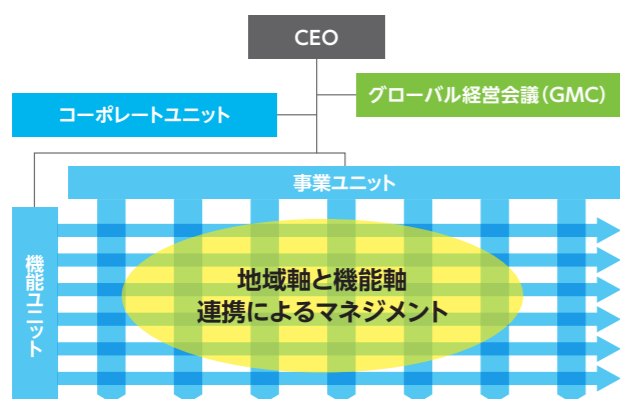 CEO
グローバル経営会議（GMC）
コーポレートユニット
事業ユニット
機能ユニット
地域軸と機能軸
連携によるマネジメント